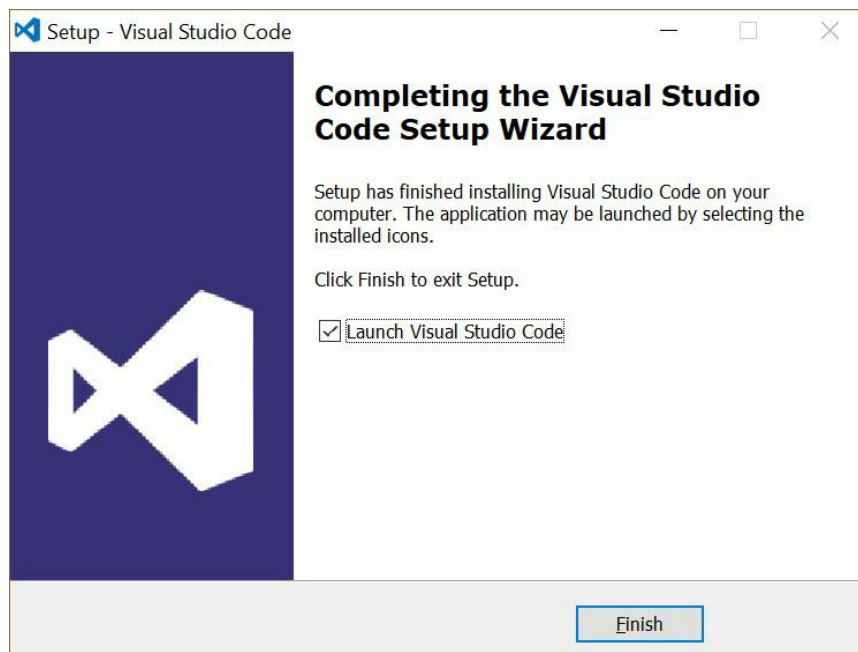 Setup - Visual Studio Code
Completing the Visual Studio
Code Setup Wizard
Setup has finished installing Visual Studio Code on your
computer. The application may be launched by selecting the
installed icons.
Click Finish to exit Setup.
Launch Visual Studio Code
Finish